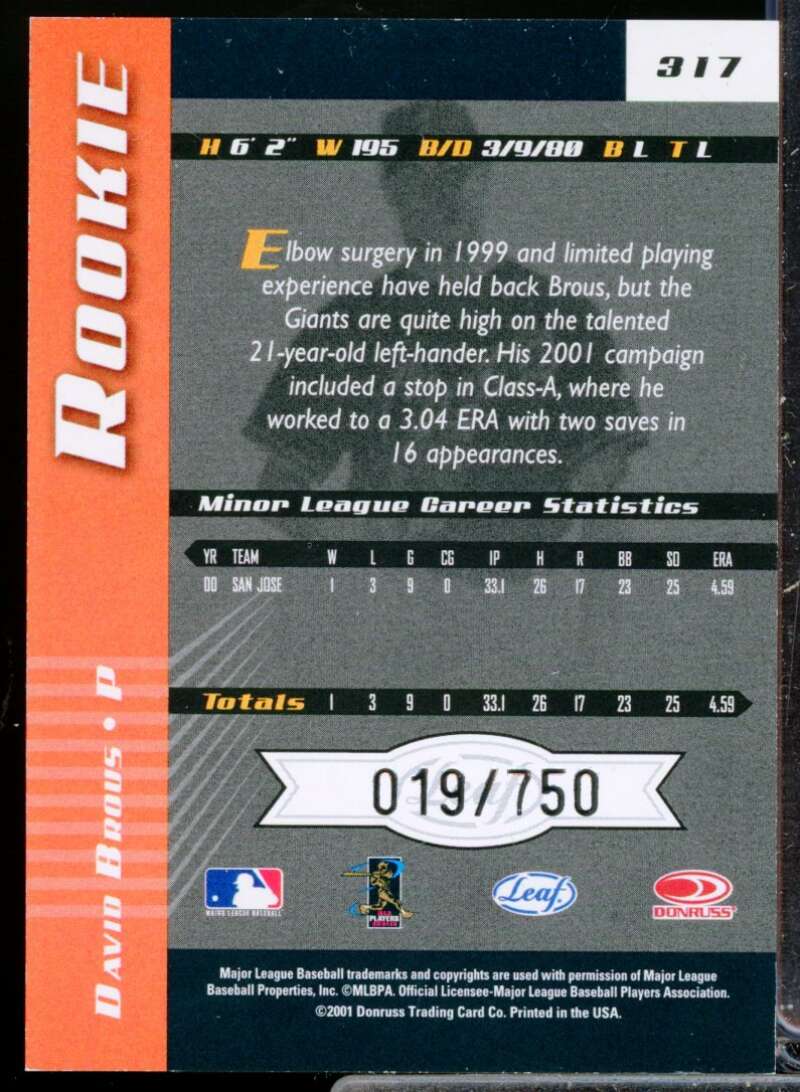 317
ROOKIE
H 6' 2" W 195 B/D 3/9/80 B L T L
Elbow surgery in 1999 and limited playing
experience have held back Brous, but the
Giants are quite high on the talented
21-year-old left-hander. His 2001 campaign
included a stop in Class-A, where he
worked to a 3.04 ERA with two saves in
16 appearances.
Minor League Career Statistics
YR TEAM W L G CG IP H R BB SO ERA
00 SAN JOSE 1 3 9 0 33.1 26 17 23 25 4.59
Totals 1 3 9 0 33.1 26 17 23 25 4.59
DAVID BROUS • P
Leaf
019/750
MAJOR LEAGUE BASEBALL
PLAYERS
Leaf
DONRUSS
Major League Baseball trademarks and copyrights are used with permission of Major League
Baseball Properties, Inc. ©MLBPA. Official Licensee-Major League Baseball Players Association.
©2001 Donruss Trading Card Co. Printed in the USA.